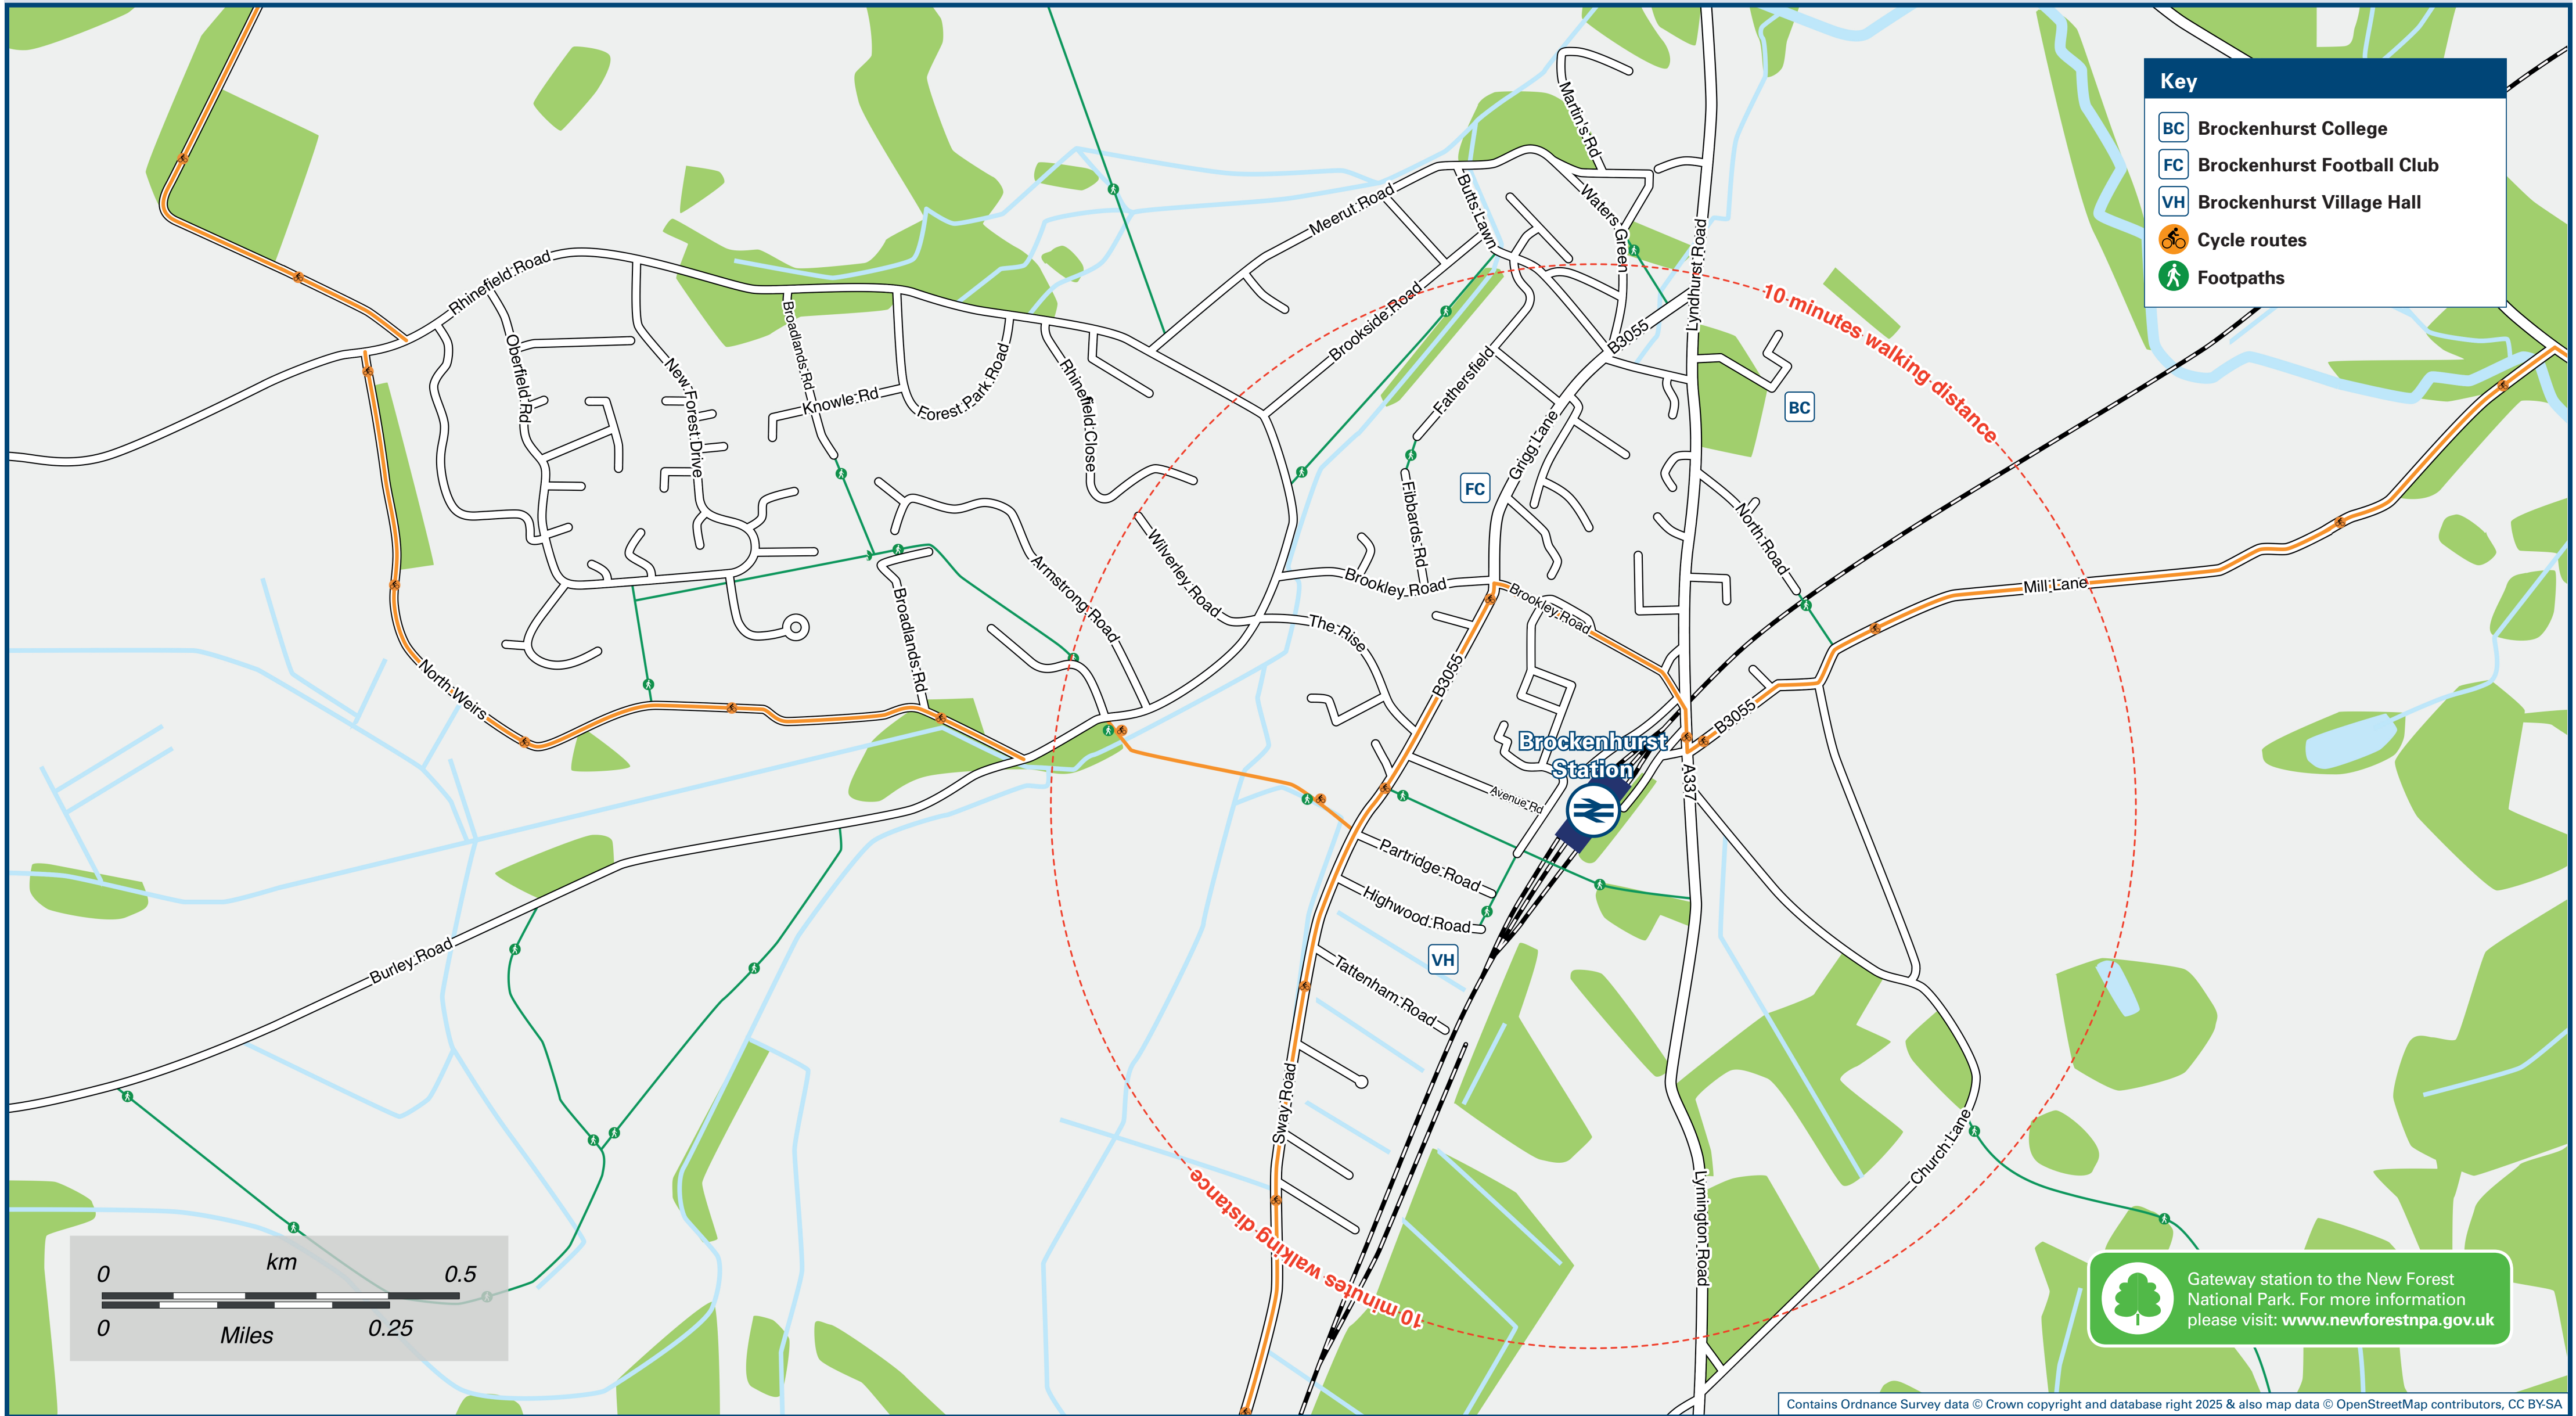 Key
BC Brockenhurst College
FC Brockenhurst Football Club
VH Brockenhurst Village Hall
Cycle routes
Footpaths
Martin's Rd
Meerut Road
Butts Lawn
Waters Green
Lyndhurst Road
Rhinefield Road
10 minutes walking distance
Brookside Road
B3055
Broadlands Rd
Oberfield Rd
New Forest Drive
Knowle Rd
Forest Park Road
Rhinefield Close
Fathersfield
BC
Grigg Lane
FC
Fibbards Rd
North Road
Wilverley Road
Armstrong Road
Brookley Road
Brookley Road
Mill Lane
Broadlands Rd
The Rise
B3055
North Weirs
B3055
Brockenhurst
Station
A337
Avenue Rd
Partridge Road
Highwood Road
VH
Burley Road
Tattenham Road
Sway Road
Church Lane
Lymington Road
10 minutes walking distance
km
0 0.5
0 0.25
Miles
Gateway station to the New Forest
National Park. For more information
please visit: www.newforestnpa.gov.uk
Contains Ordnance Survey data © Crown copyright and database right 2025 & also map data © OpenStreetMap contributors, CC BY-SA